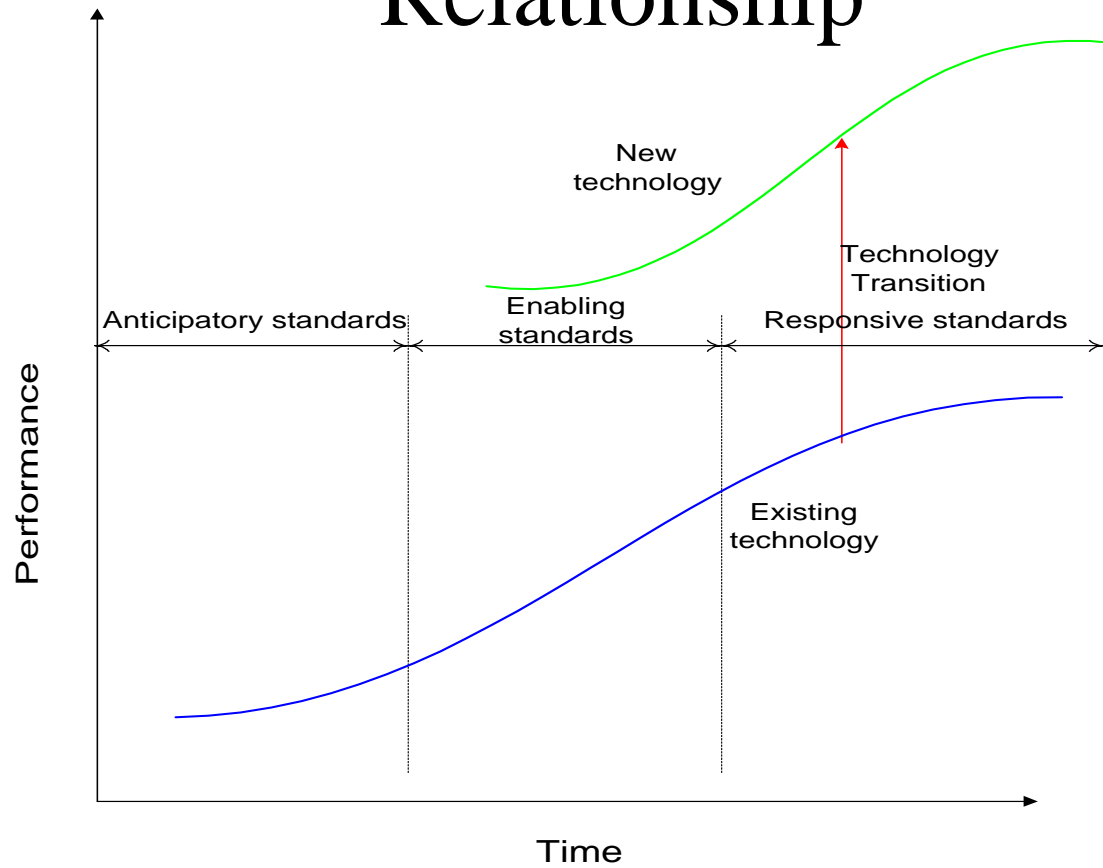 Relationship
New
technology
Technology
Transition
Anticipatory standards
Enabling
standards
Responsive standards
Performance
Existing
technology
Time